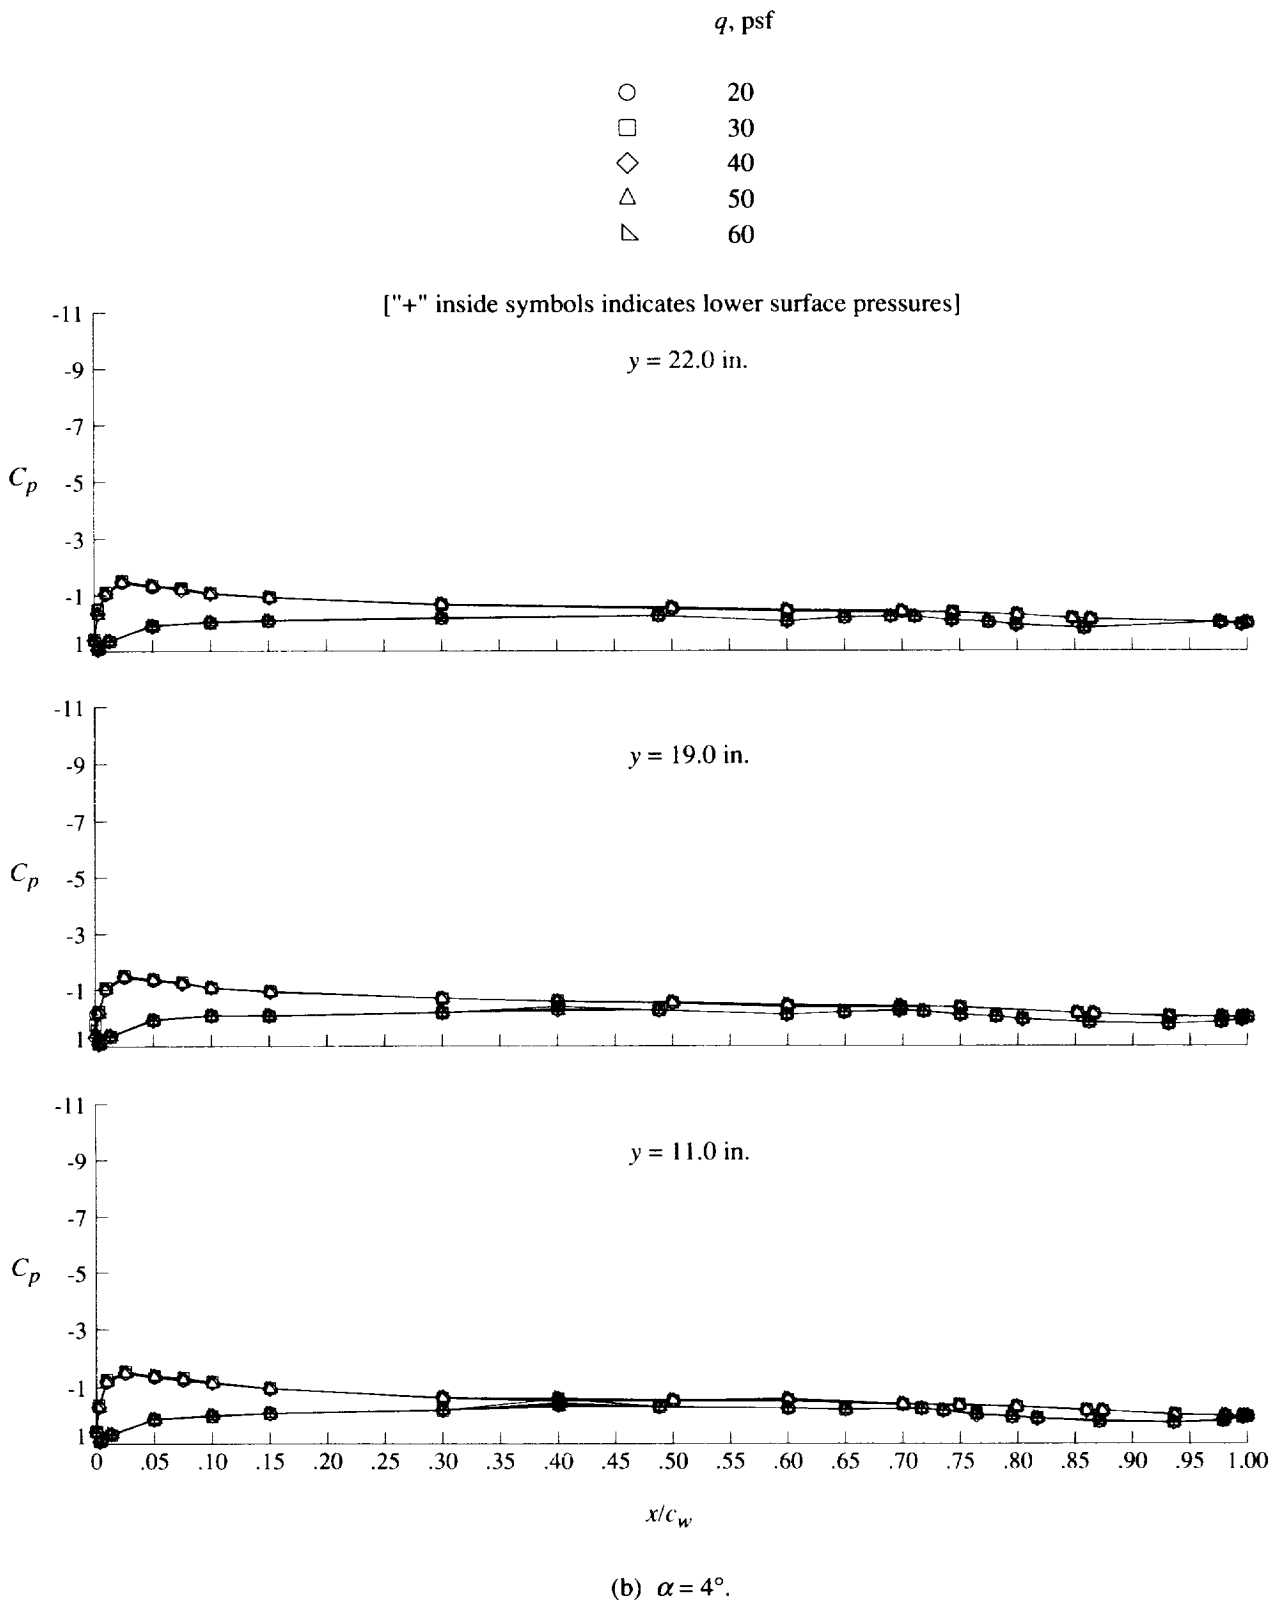 q, psf
20
30
40
50
60
["+" inside symbols indicates lower surface pressures]
y = 22.0 in.
-11
-9
-7
-5
-3
-1
1
Cp
y = 19.0 in.
-11
-9
-7
-5
-3
-1
1
Cp
y = 11.0 in.
-11
-9
-7
-5
-3
-1
1
Cp
0 .05 .10 .15 .20 .25 .30 .35 .40 .45 .50 .55 .60 .65 .70 .75 .80 .85 .90 .95 1.00
x/cw
(b) α = 4°.